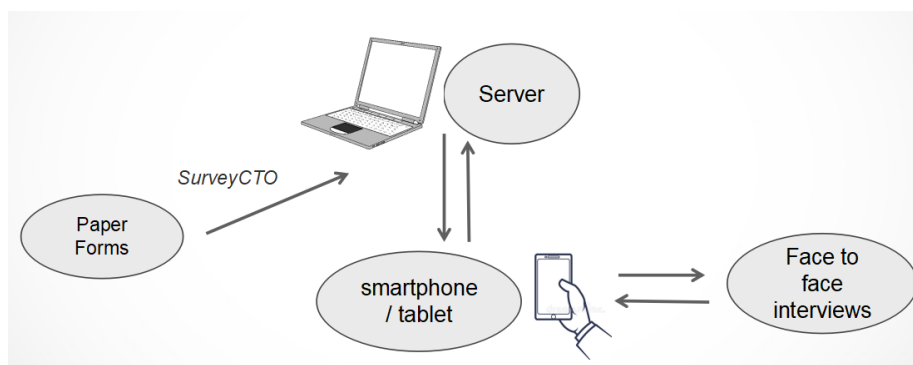 Server
SurveyCTO
Paper
Forms
smartphone
/ tablet
Face to
face
interviews